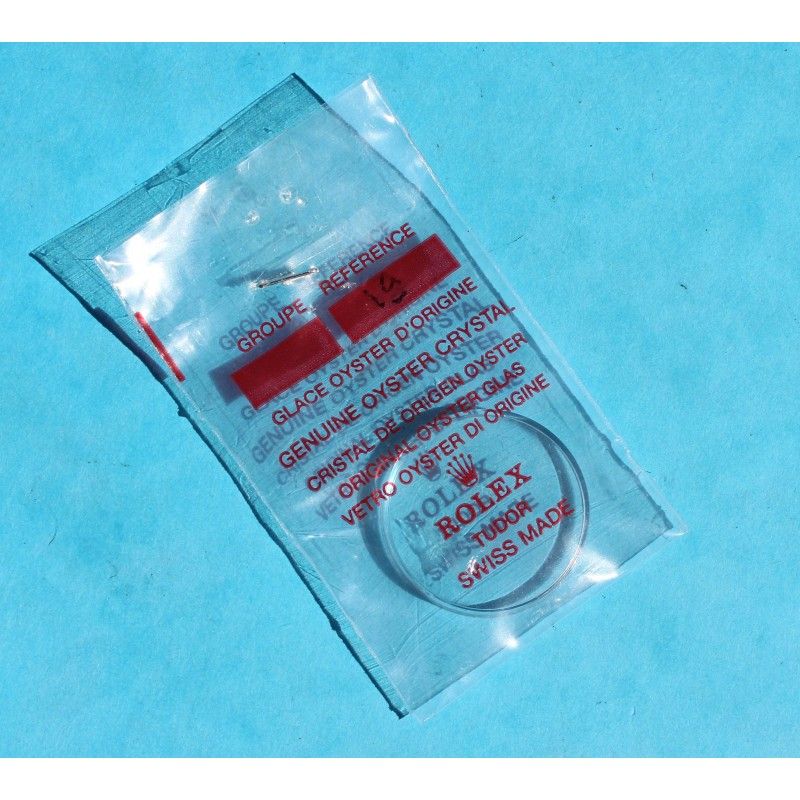 GROUPE REFERENCE
GLACE OYSTER D'ORIGINE
GENUINE OYSTER CRYSTAL
CRISTAL DE ORIGEN OYSTER
ORIGINAL OYSTER GLAS
VETRO OYSTER DI ORIGINE
ROLEX
TUDOR
SWISS MADE